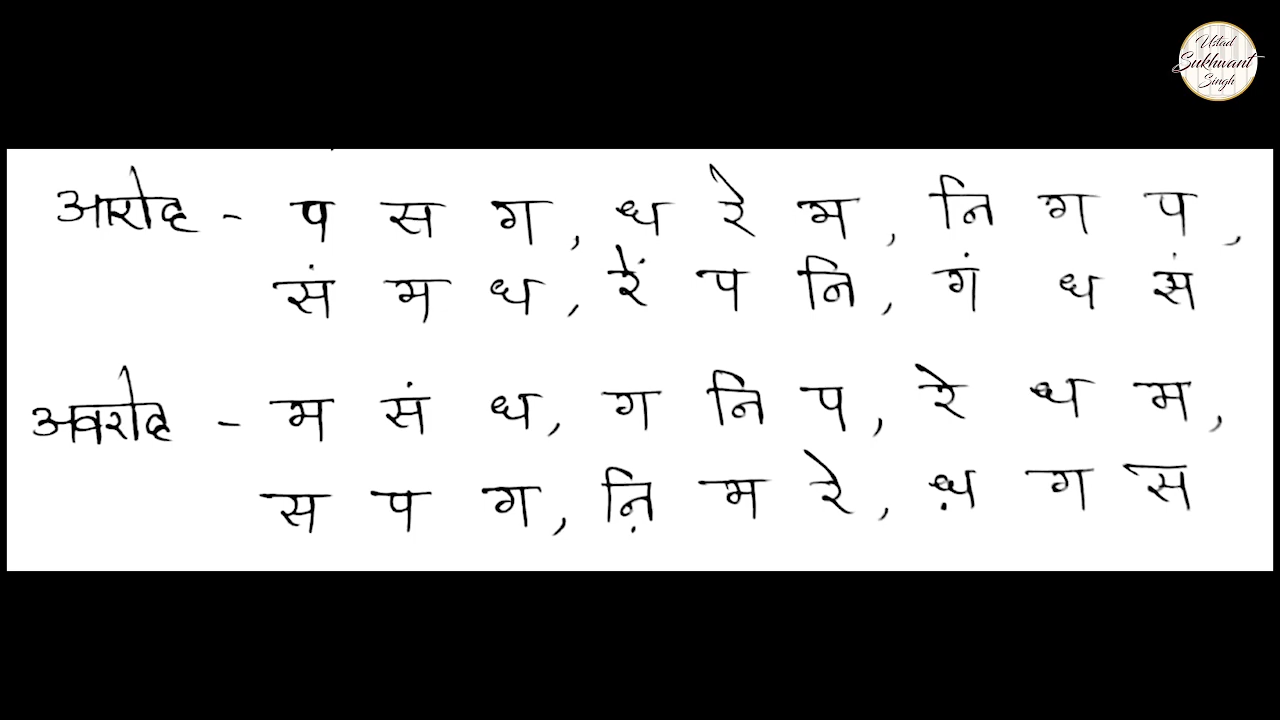 Ustad
Sukhwant
Singh
आरोह - प स ग , ध रे म , नि ग प ,
सं म ध , रें प नि , गं ध सं
अवरोह - म सं ध , ग नि प , रे ध म ,
स प ग , ऩि म रे , ध़ ग स